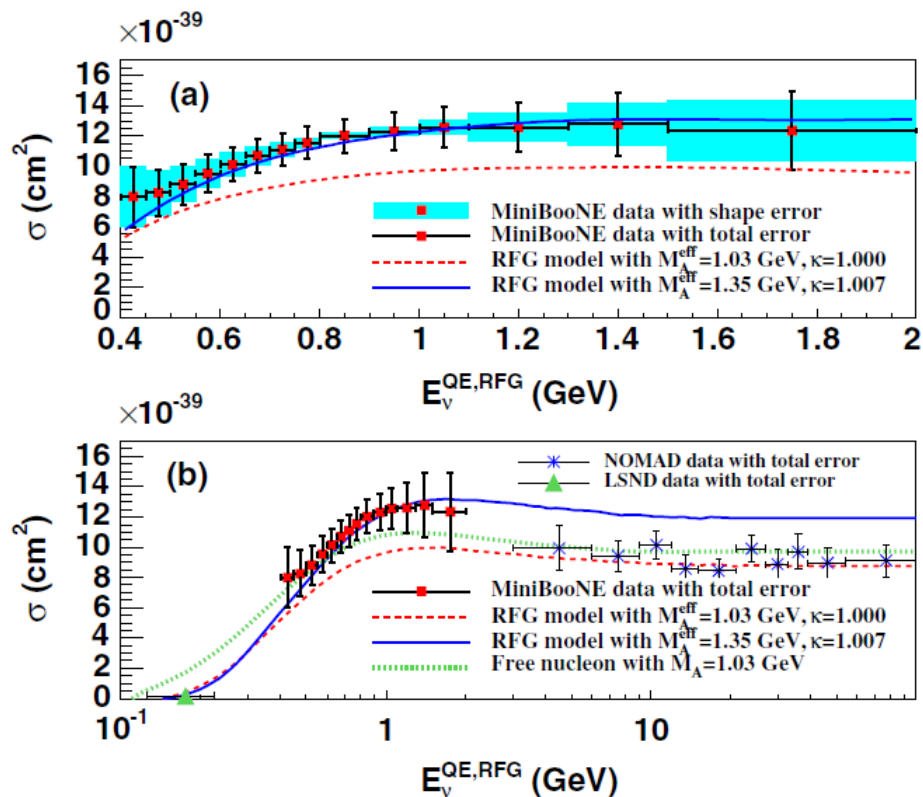 ×10⁻³⁹
(a)
σ (cm²)
16
14
12
10
8
6
4
2
0
MiniBooNE data with shape error
MiniBooNE data with total error
RFG model with M_A^eff=1.03 GeV,κ=1.000
RFG model with M_A^eff=1.35 GeV,κ=1.007
0.4 0.6 0.8 1 1.2 1.4 1.6 1.8 2
E_ν^QE,RFG (GeV)
×10⁻³⁹
(b)
σ (cm²)
16
14
12
10
8
6
4
2
0
NOMAD data with total error
LSND data with total error
MiniBooNE data with total error
RFG model with M_A^eff=1.03 GeV,κ=1.000
RFG model with M_A^eff=1.35 GeV,κ=1.007
Free nucleon with M_A=1.03 GeV
10⁻¹ 1 10
E_ν^QE,RFG (GeV)